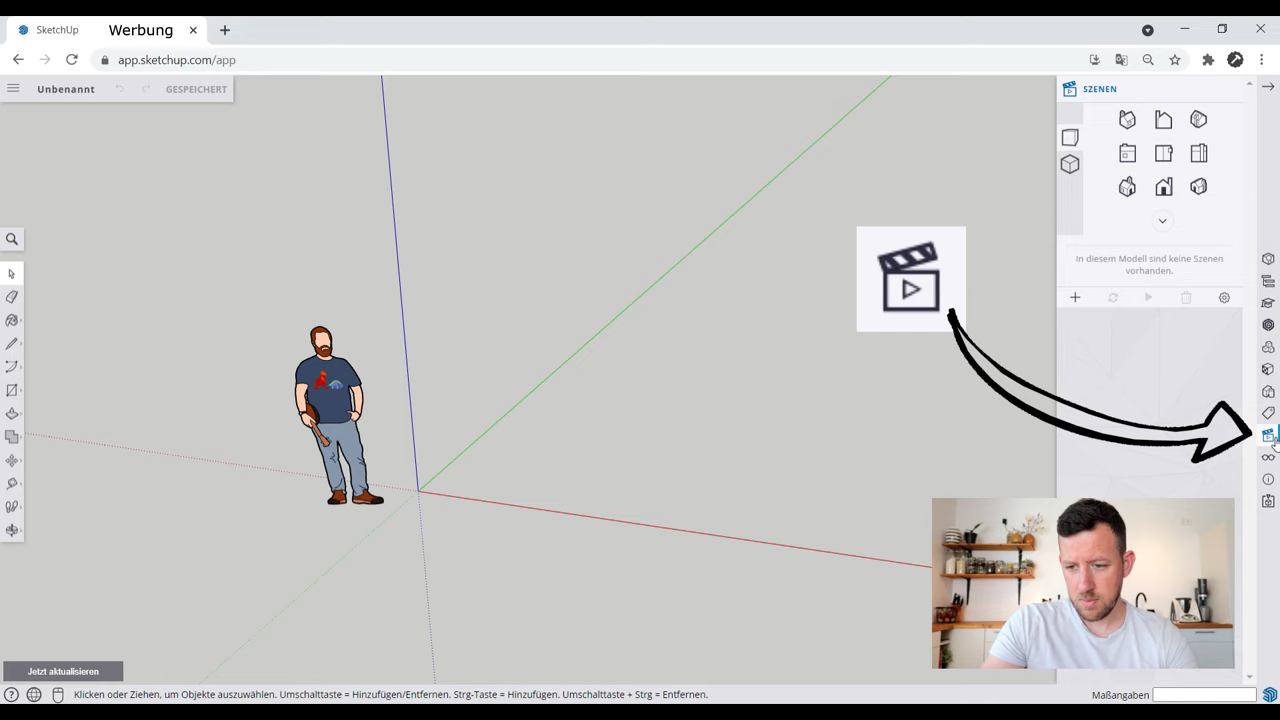 SketchUp
Werbung
app.sketchup.com/app
Unbenannt
GESPEICHERT
SZENEN
In diesem Modell sind keine Szenen
vorhanden.
Jetzt aktualisieren
Klicken oder Ziehen, um Objekte auszuwählen. Umschalttaste = Hinzufügen/Entfernen. Strg-Taste = Hinzufügen. Umschalttaste + Strg = Entfernen.
Maßangaben